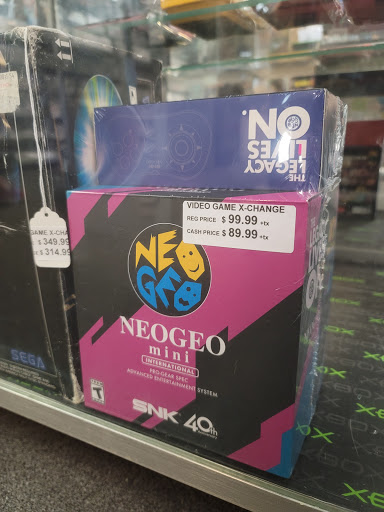 THE
LEGACY
LIVES
ON.
VIDEO GAME X-CHANGE
REG PRICE $ 99.99 +tx
CASH PRICE $ 89.99 +tx
GAME X-CHA
$ 349.99
$ 314.99
NEO
GEO
NEOGEO
mini
INTERNATIONAL
PRO-GEAR SPEC
ADVANCED ENTERTAINMENT SYSTEM
SNK 40th
T
SEGA
XBOX